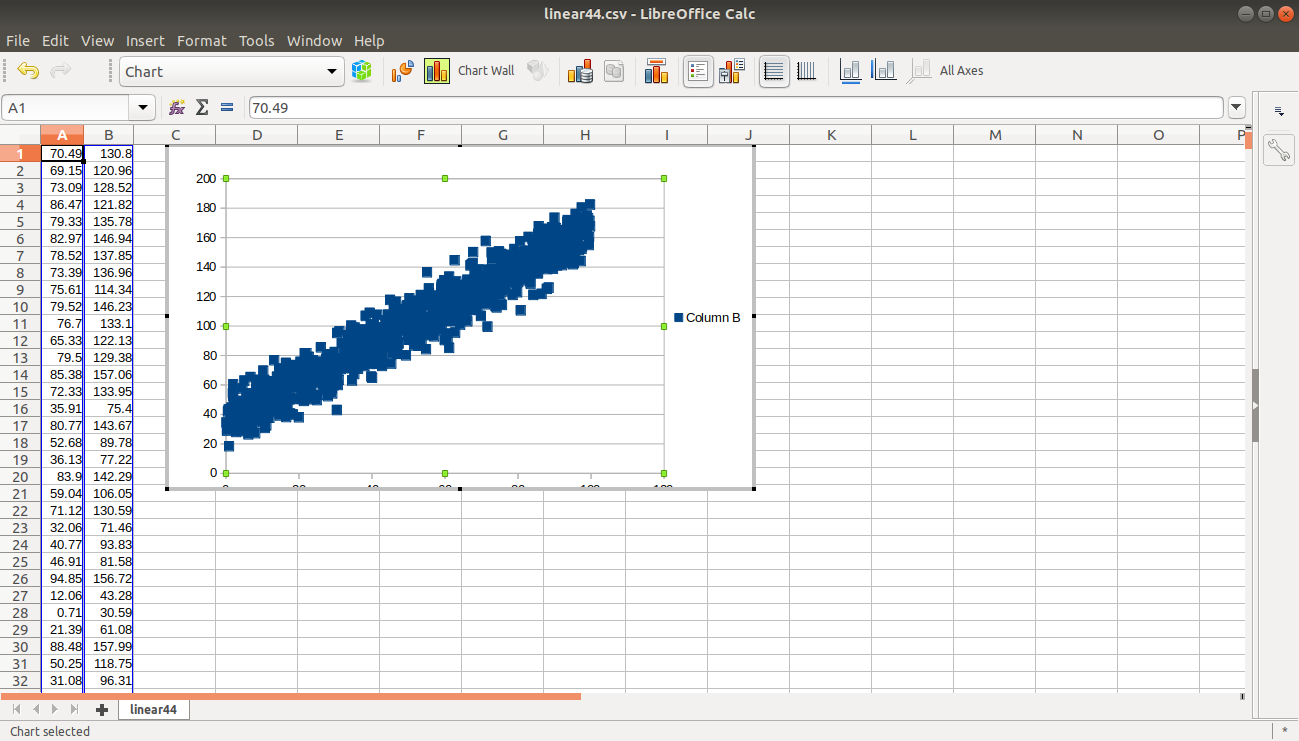 linear44.csv - LibreOffice Calc
File Edit View Insert Format Tools Window Help
Chart Chart Wall All Axes
A1 70.49
A B C D E F G H I J K L M N O P
1 70.49 130.8
2 69.15 120.96
3 73.09 128.52
4 86.47 121.82
5 79.33 135.78
6 82.97 146.94
7 78.52 137.85
8 73.39 136.96
9 75.61 114.34
10 79.52 146.23
11 76.7 133.1
12 65.33 122.13
13 79.5 129.38
14 85.38 157.06
15 72.33 133.95
16 35.91 75.4
17 80.77 143.67
18 52.68 89.78
19 36.13 77.22
20 83.9 142.29
21 59.04 106.05
22 71.12 130.59
23 32.06 71.46
24 40.77 93.83
25 46.91 81.58
26 94.85 156.72
27 12.06 43.28
28 0.71 30.59
29 21.39 61.08
30 88.48 157.99
31 50.25 118.75
32 31.08 96.31
200
180
160
140
120
100
80
60
40
20
0
Column B
linear44
Chart selected